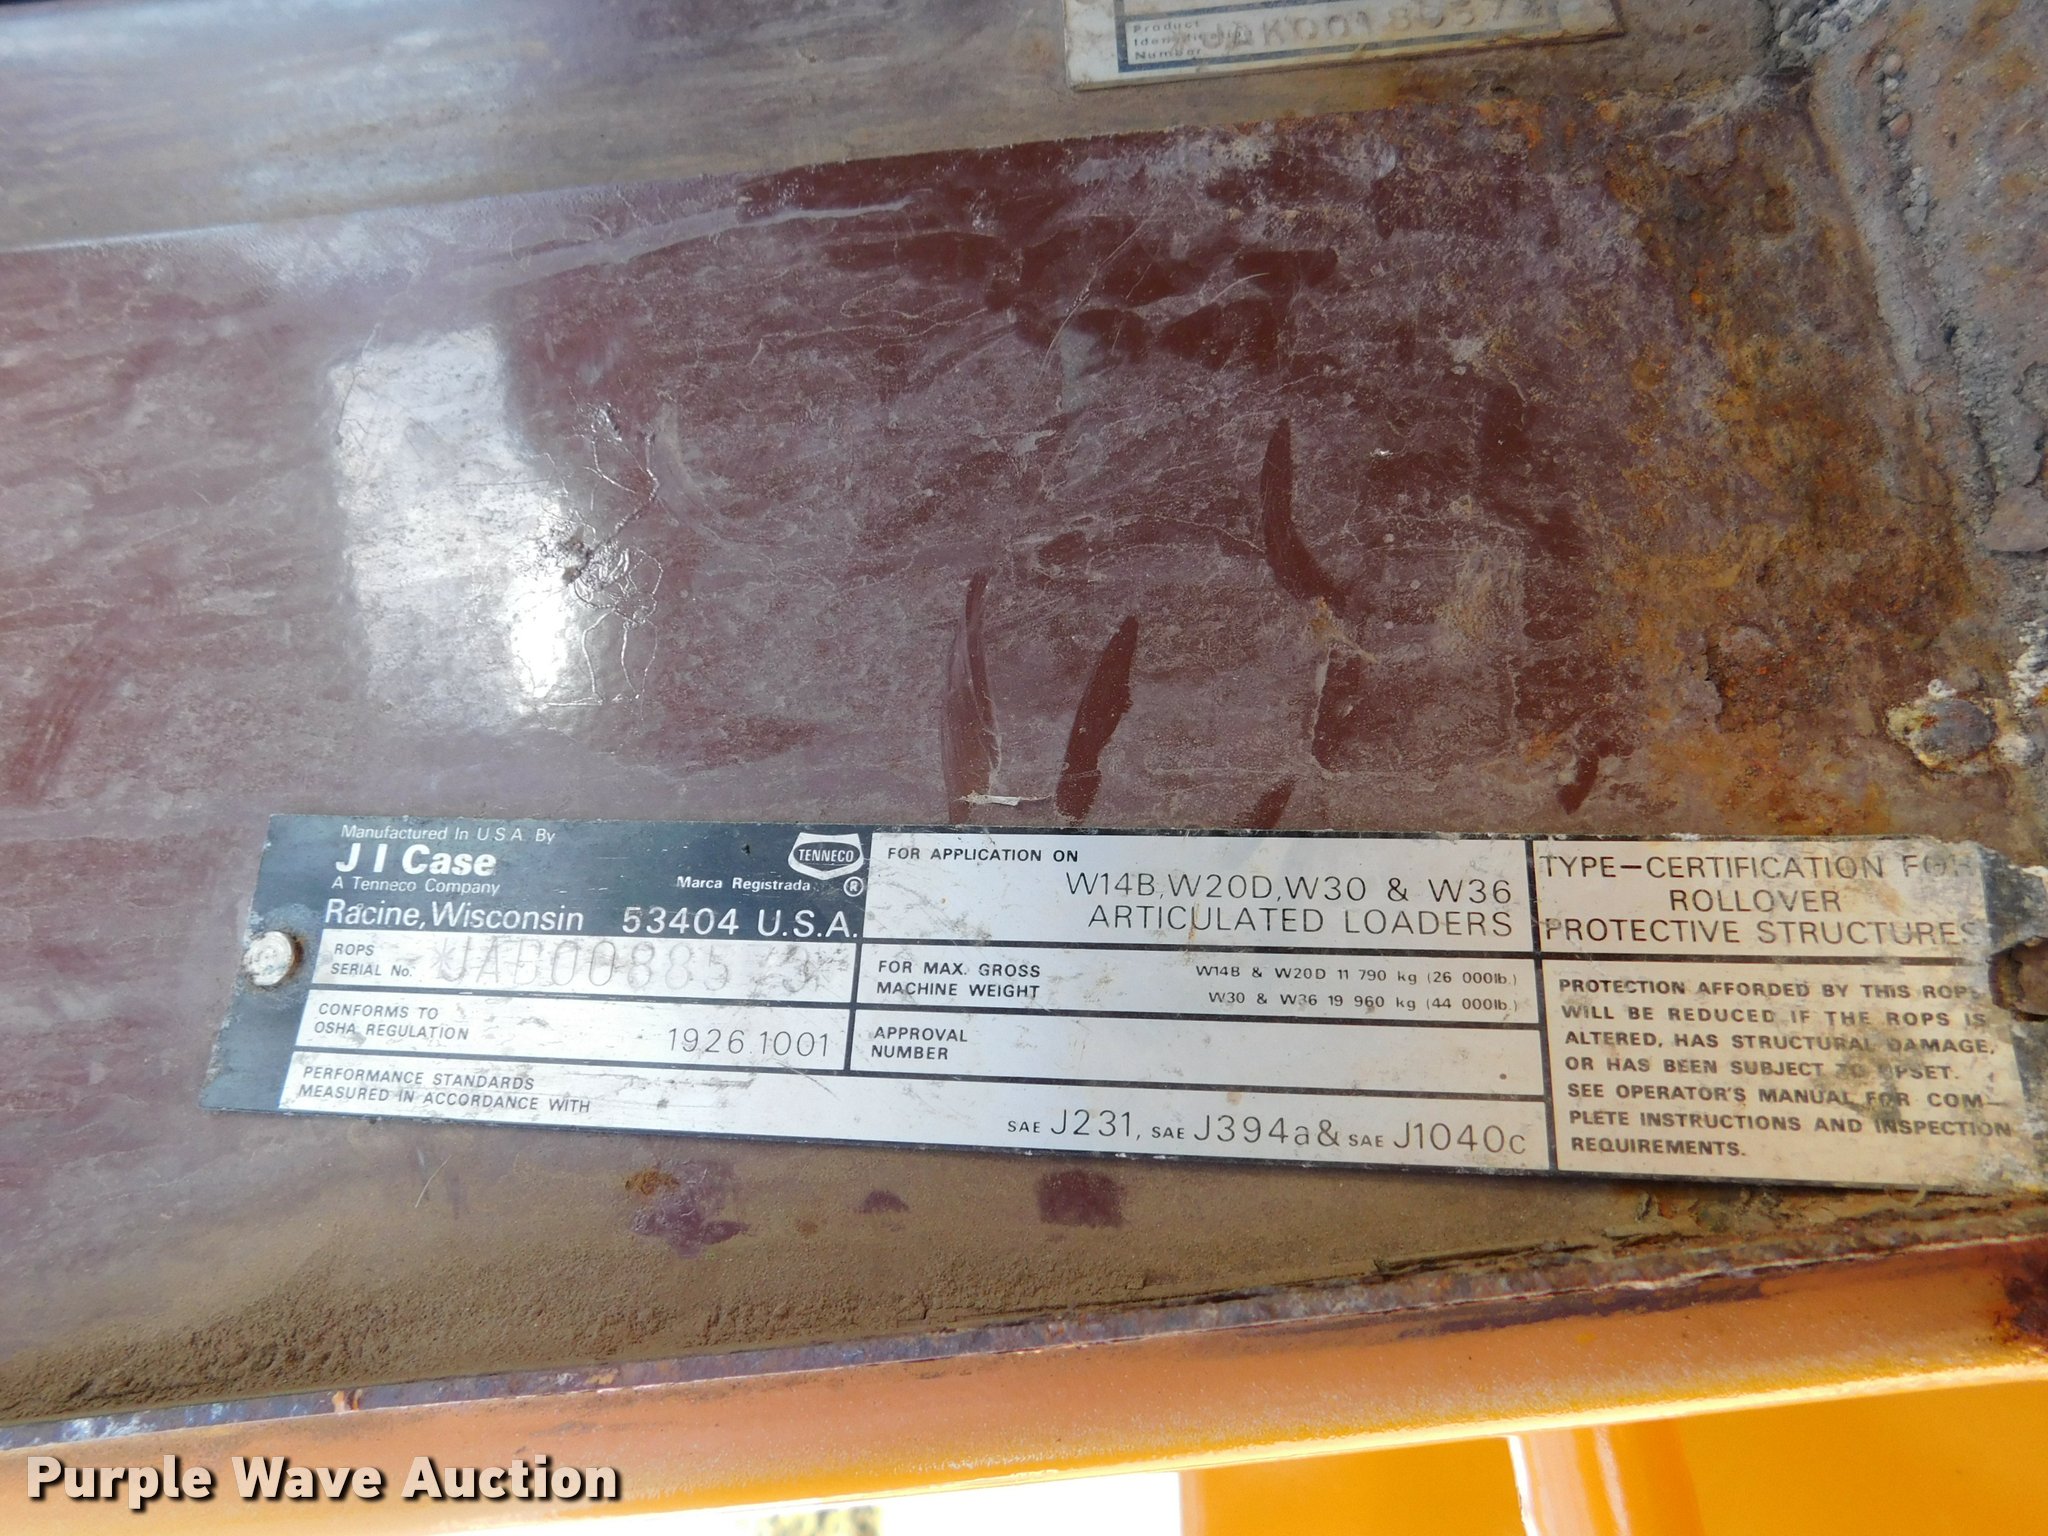 Product
Identification
Number
Manufactured In U.S.A. By
J I Case
A Tenneco Company
TENNECO
Marca Registrada ®
Racine, Wisconsin 53404 U.S.A.
ROPS
SERIAL No.
CONFORMS TO
OSHA REGULATION 1926.1001
PERFORMANCE STANDARDS
MEASURED IN ACCORDANCE WITH
SAE J231, SAE J394a & SAE J1040c
FOR APPLICATION ON
W14B, W20D, W30 & W36
ARTICULATED LOADERS
FOR MAX. GROSS
MACHINE WEIGHT
W14B & W20D 11 790 kg (26 000lb.)
W30 & W36 19 960 kg (44 000lb.)
APPROVAL
NUMBER
TYPE-CERTIFICATION FOR
ROLLOVER
PROTECTIVE STRUCTURES
PROTECTION AFFORDED BY THIS ROPS
WILL BE REDUCED IF THE ROPS IS
ALTERED, HAS STRUCTURAL DAMAGE,
OR HAS BEEN SUBJECT TO UPSET.
SEE OPERATOR'S MANUAL FOR COM-
PLETE INSTRUCTIONS AND INSPECTION
REQUIREMENTS.
Purple Wave Auction